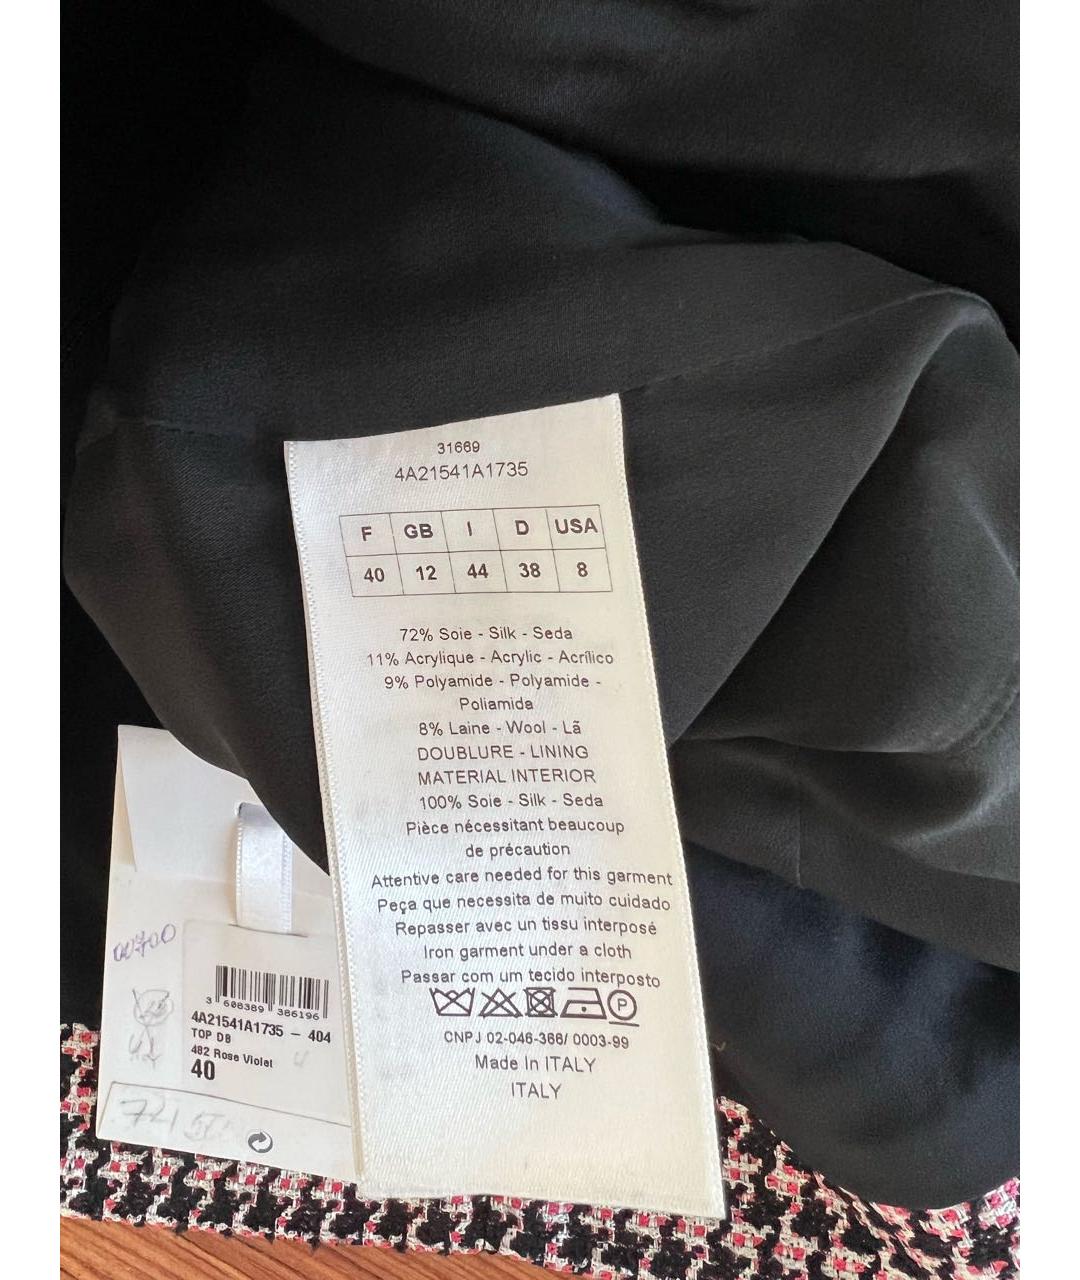 31669
4A21541A1735
F GB I D USA
40 12 44 38 8
72% Soie - Silk - Seda
11% Acrylique - Acrylic - Acrílico
9% Polyamide - Polyamide -
Poliamida
8% Laine - Wool - Lã
DOUBLURE - LINING
MATERIAL INTERIOR
100% Soie - Silk - Seda
Pièce nécessitant beaucoup
de précaution
Attentive care needed for this garment
Peça que necessita de muito cuidado
Repasser avec un tissu interposé
Iron garment under a cloth
Passar com um tecido interposto
P
CNPJ 02-046-366/ 0003-99
Made In ITALY
ITALY
3 608389 386196
4A21541A1735 – 404
TOP DB
482 Rose Violet
40